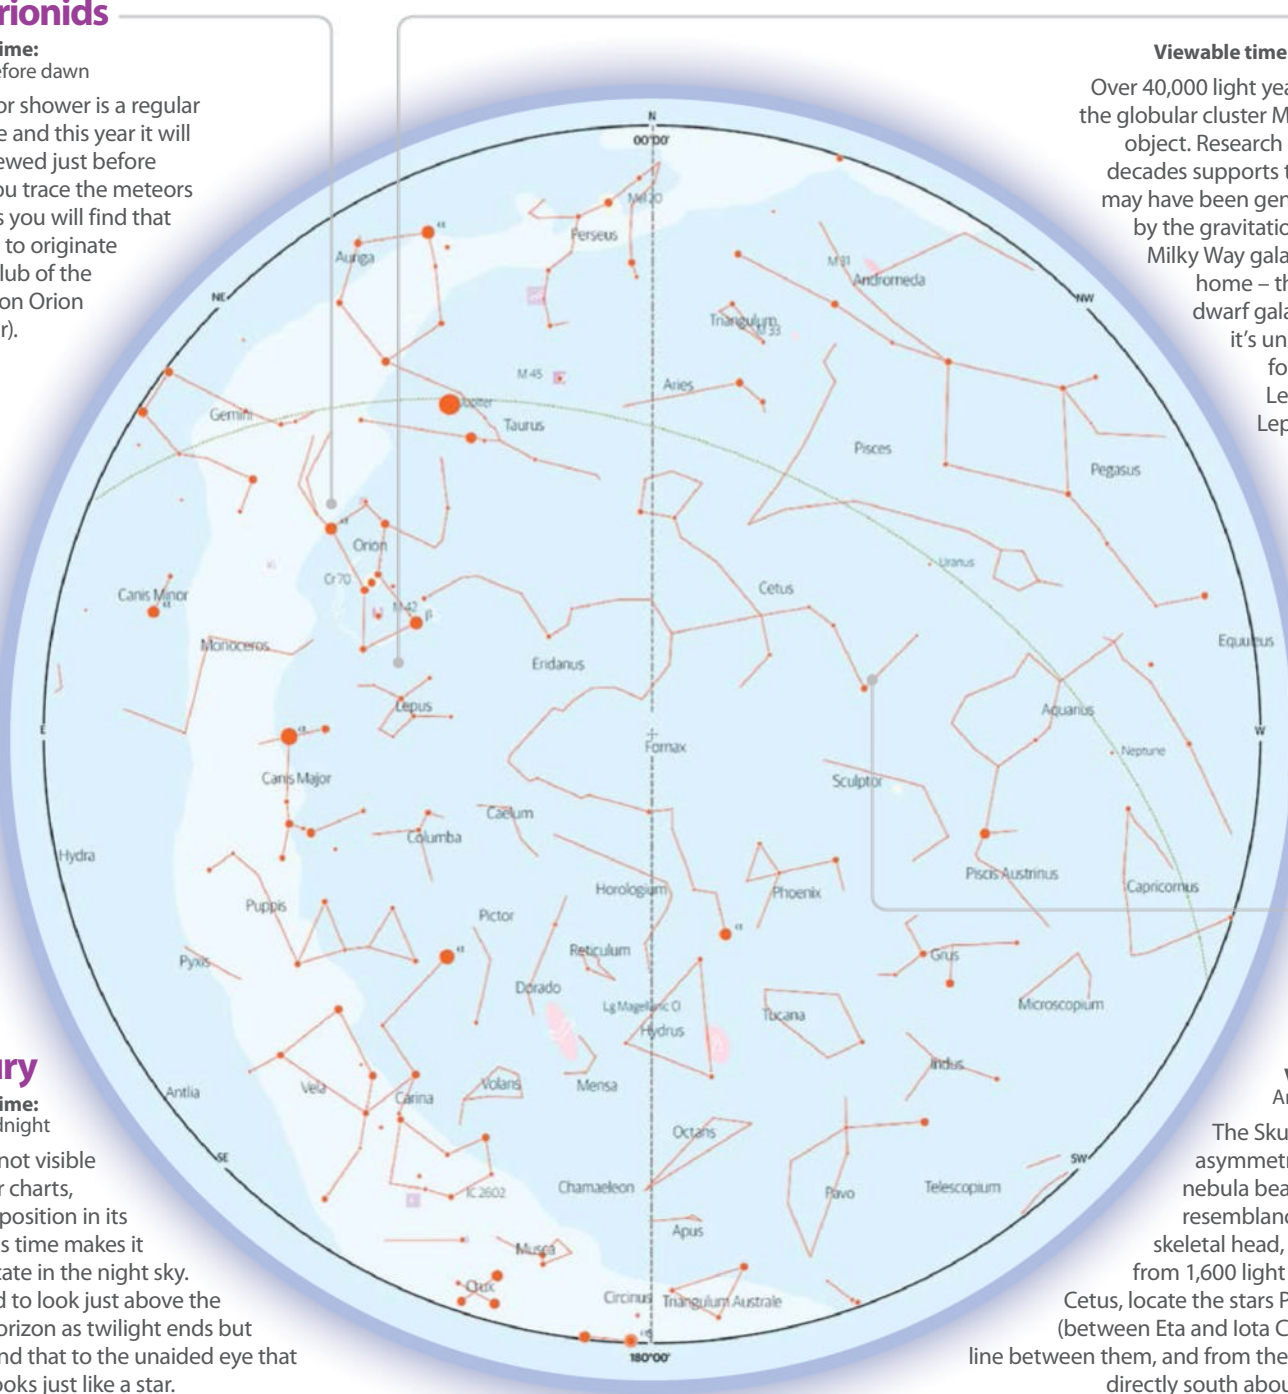 rionids
ime:
efore dawn
or shower is a regular
e and this year it will
ewed just before
ou trace the meteors
s you will find that
to originate
lub of the
on Orion
r).
Viewable time
Over 40,000 light yea
the globular cluster M
object. Research
decades supports t
may have been gen
by the gravitatio
Milky Way gala
home – th
dwarf gala
it's un
fo
Le
Lep
N
00°00'
Mel 20
Perseus
Auriga
α
NE
M 31
Andromeda
NW
Triangulum
M 33
M 45
Aries
Jupiter
Gemini
Taurus
Pisces
Pegasus
α
Orion
Cr 70
M 42
β
Canis Minor
α
Cetus
Uranus
Monoceros
Eridanus
Equuleus
Lepus
Aquarius
E
α
Fornax
W
Neptune
Canis Major
Sculptor
Caelum
Columba
Hydra
Horologium
Phoenix
Piscis Austrinus
Capricornus
Puppis
Pictor
α
α
Reticulum
Grus
Pyxis
Dorado
Lg Magellanic Cl
Tucana
Microscopium
Hydrus
Indus
Antlia
Vela
Carina
Volans
Mensa
Octans
SE
SW
IC 2602
Chamaeleon
Pavo
Telescopium
Apus
Musca
Crux
Circinus
Triangulum Australe
180°00'
ury
ime:
dnight
not visible
r charts,
position in its
s time makes it
ate in the night sky.
d to look just above the
orizon as twilight ends but
nd that to the unaided eye that
ooks just like a star.
V
Ar
The Sku
asymmetr
nebula bea
resemblanc
skeletal head,
from 1,600 light
Cetus, locate the stars P
(between Eta and Iota C
line between them, and from the
directly south abou